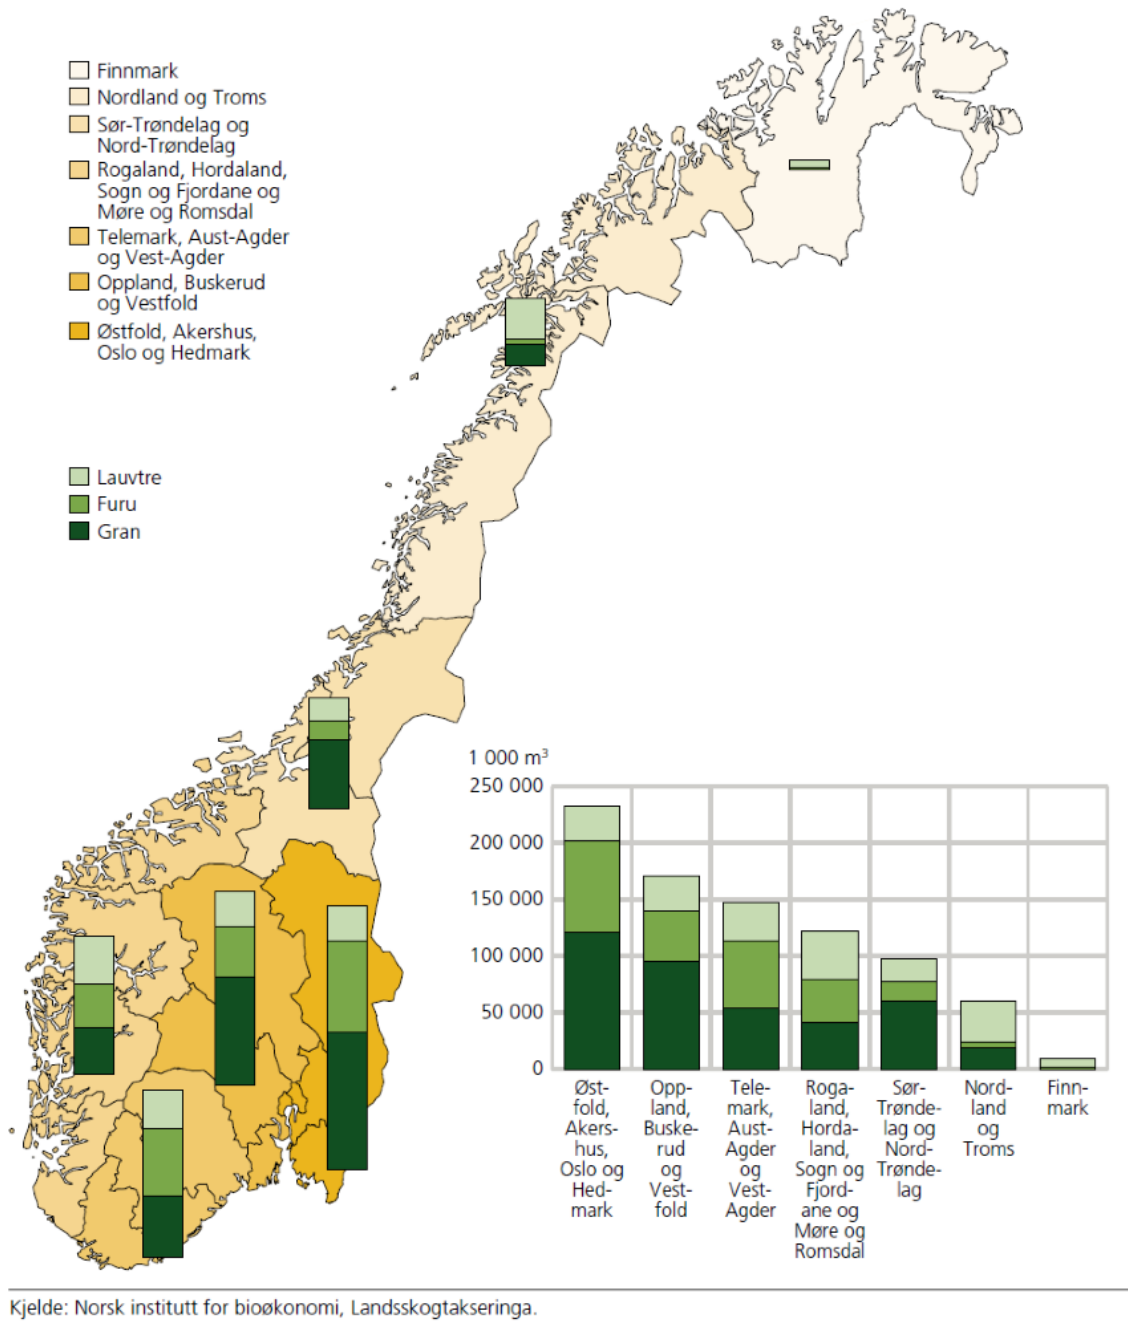 Finnmark
Nordland og Troms
Sør-Trøndelag og
Nord-Trøndelag
Rogaland, Hordaland,
Sogn og Fjordane og
Møre og Romsdal
Telemark, Aust-Agder
og Vest-Agder
Oppland, Buskerud
og Vestfold
Østfold, Akershus,
Oslo og Hedmark
Lauvtre
Furu
Gran
1 000 m³
250 000
200 000
150 000
100 000
50 000
0
Øst-
fold,
Akers-
hus,
Oslo og
Hed-
mark
Opp-
land,
Buske-
rud
og
Vest-
fold
Tele-
mark,
Aust-
Agder
og
Vest-
Agder
Roga-
land,
Horda-
land,
Sogn og
Fjord-
ane og
Møre og
Romsdal
Sør-
Trønde-
lag og
Nord-
Trønde-
lag
Nord-
land
og
Troms
Finn-
mark
Kjelde: Norsk institutt for bioøkonomi, Landsskogtakseringa.